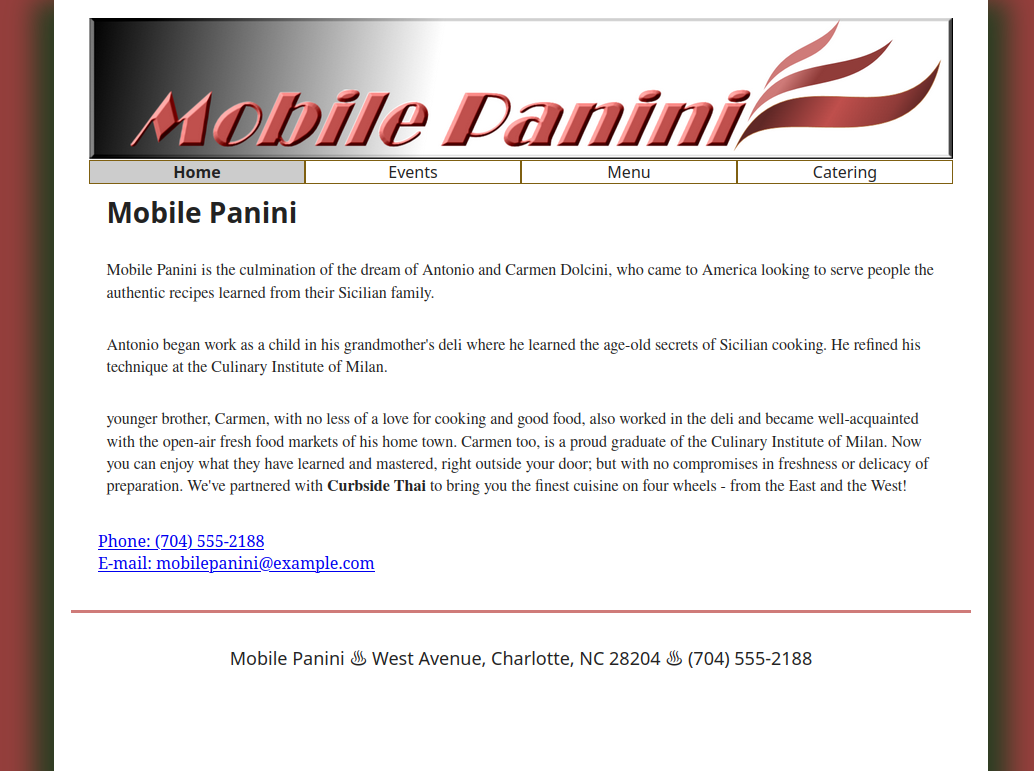 Mobile Panini
Home Events Menu Catering
Mobile Panini
Mobile Panini is the culmination of the dream of Antonio and Carmen Dolcini, who came to America looking to serve people the
authentic recipes learned from their Sicilian family.
Antonio began work as a child in his grandmother's deli where he learned the age-old secrets of Sicilian cooking. He refined his
technique at the Culinary Institute of Milan.
younger brother, Carmen, with no less of a love for cooking and good food, also worked in the deli and became well-acquainted
with the open-air fresh food markets of his home town. Carmen too, is a proud graduate of the Culinary Institute of Milan. Now
you can enjoy what they have learned and mastered, right outside your door; but with no compromises in freshness or delicacy of
preparation. We've partnered with Curbside Thai to bring you the finest cuisine on four wheels - from the East and the West!
Phone: (704) 555-2188
E-mail: mobilepanini@example.com
Mobile Panini ♨ West Avenue, Charlotte, NC 28204 ♨ (704) 555-2188